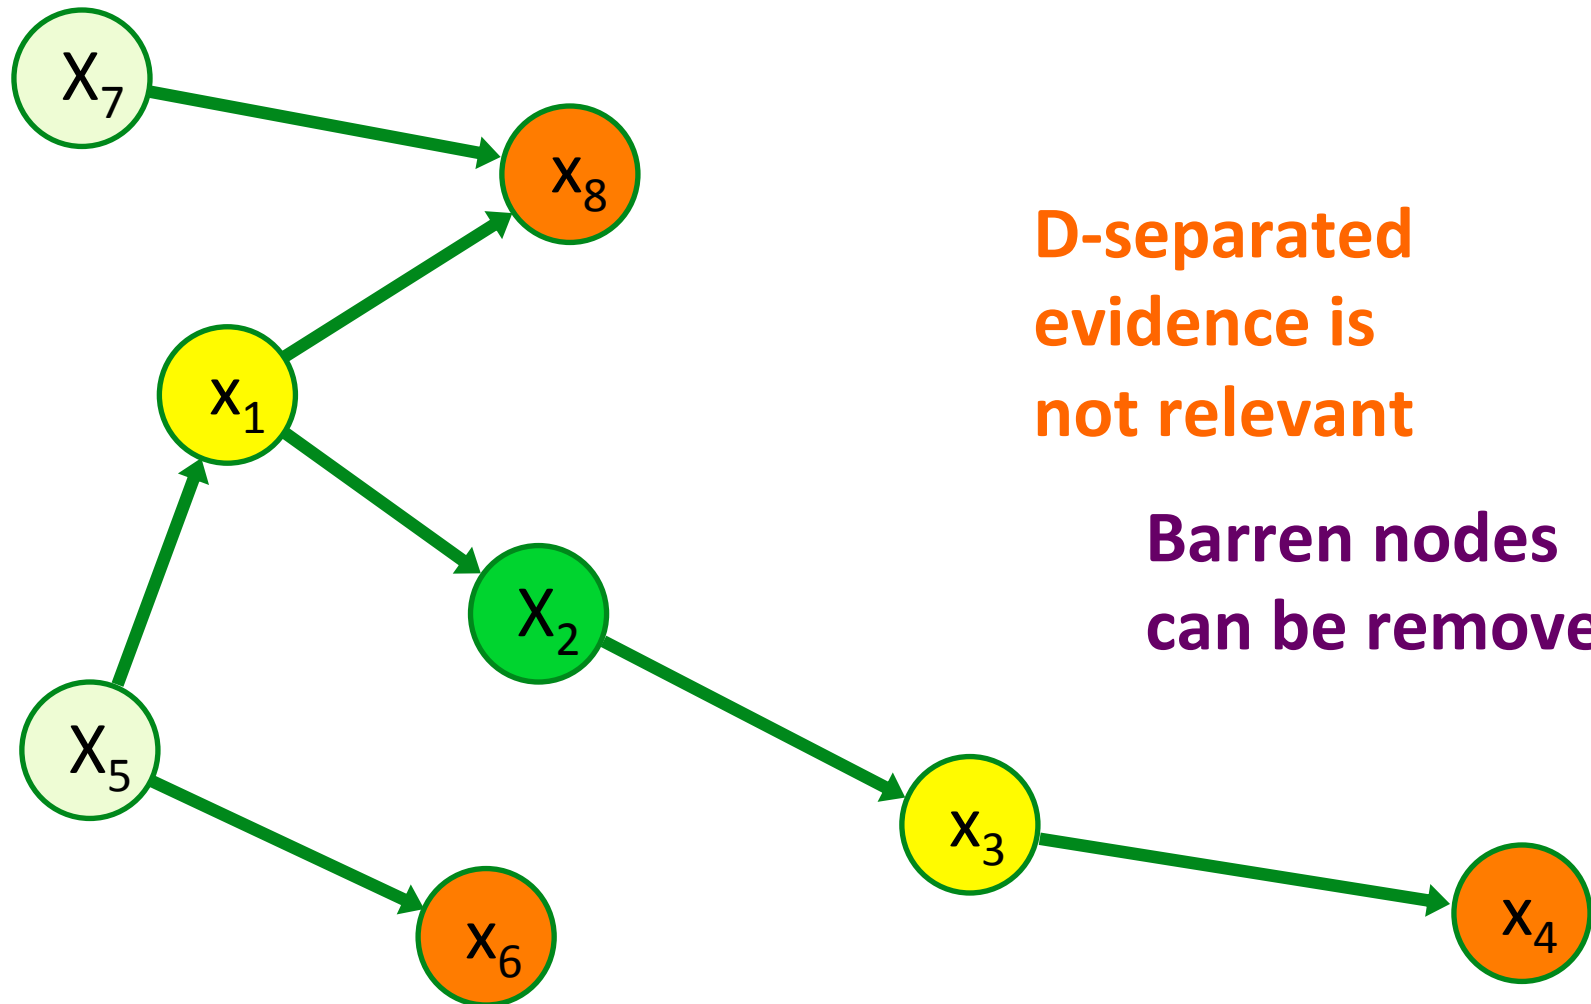 X₇
x₈
D-separated
evidence is
not relevant
x₁
Barren nodes
can be remove
X₂
X₅
x₃
x₄
x₆